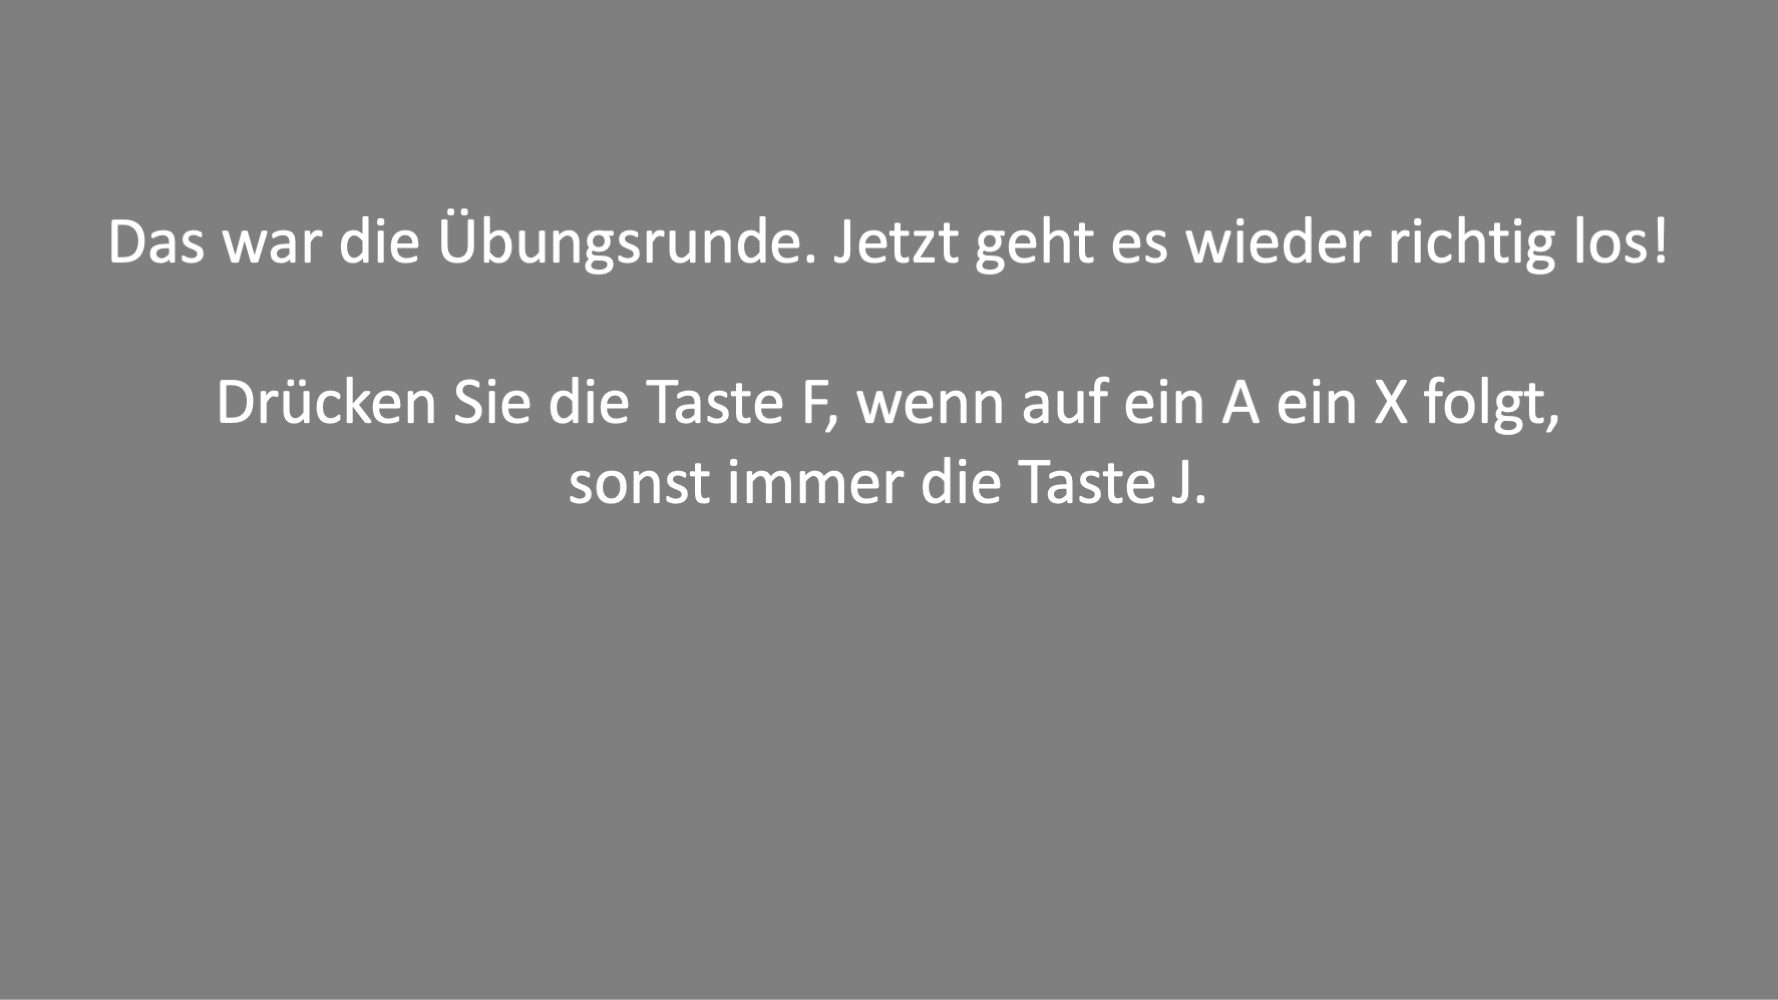 Das war die Übungsrunde. Jetzt geht es wieder richtig los!
Drücken Sie die Taste F, wenn auf ein A ein X folgt,
sonst immer die Taste J.